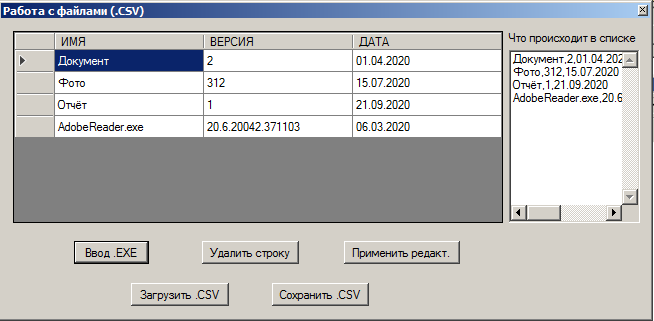 Работа с файлами (.CSV)
Что происходит в списке
ИМЯ ВЕРСИЯ ДАТА
Документ 2 01.04.2020
Фото 312 15.07.2020
Отчёт 1 21.09.2020
AdobeReader.exe 20.6.20042.371103 06.03.2020
Документ,2,01.04.202
Фото,312,15.07.2020
Отчёт,1,21.09.2020
AdobeReader.exe,20.6
Ввод .EXE Удалить строку Применить редакт.
Загрузить .CSV Сохранить .CSV